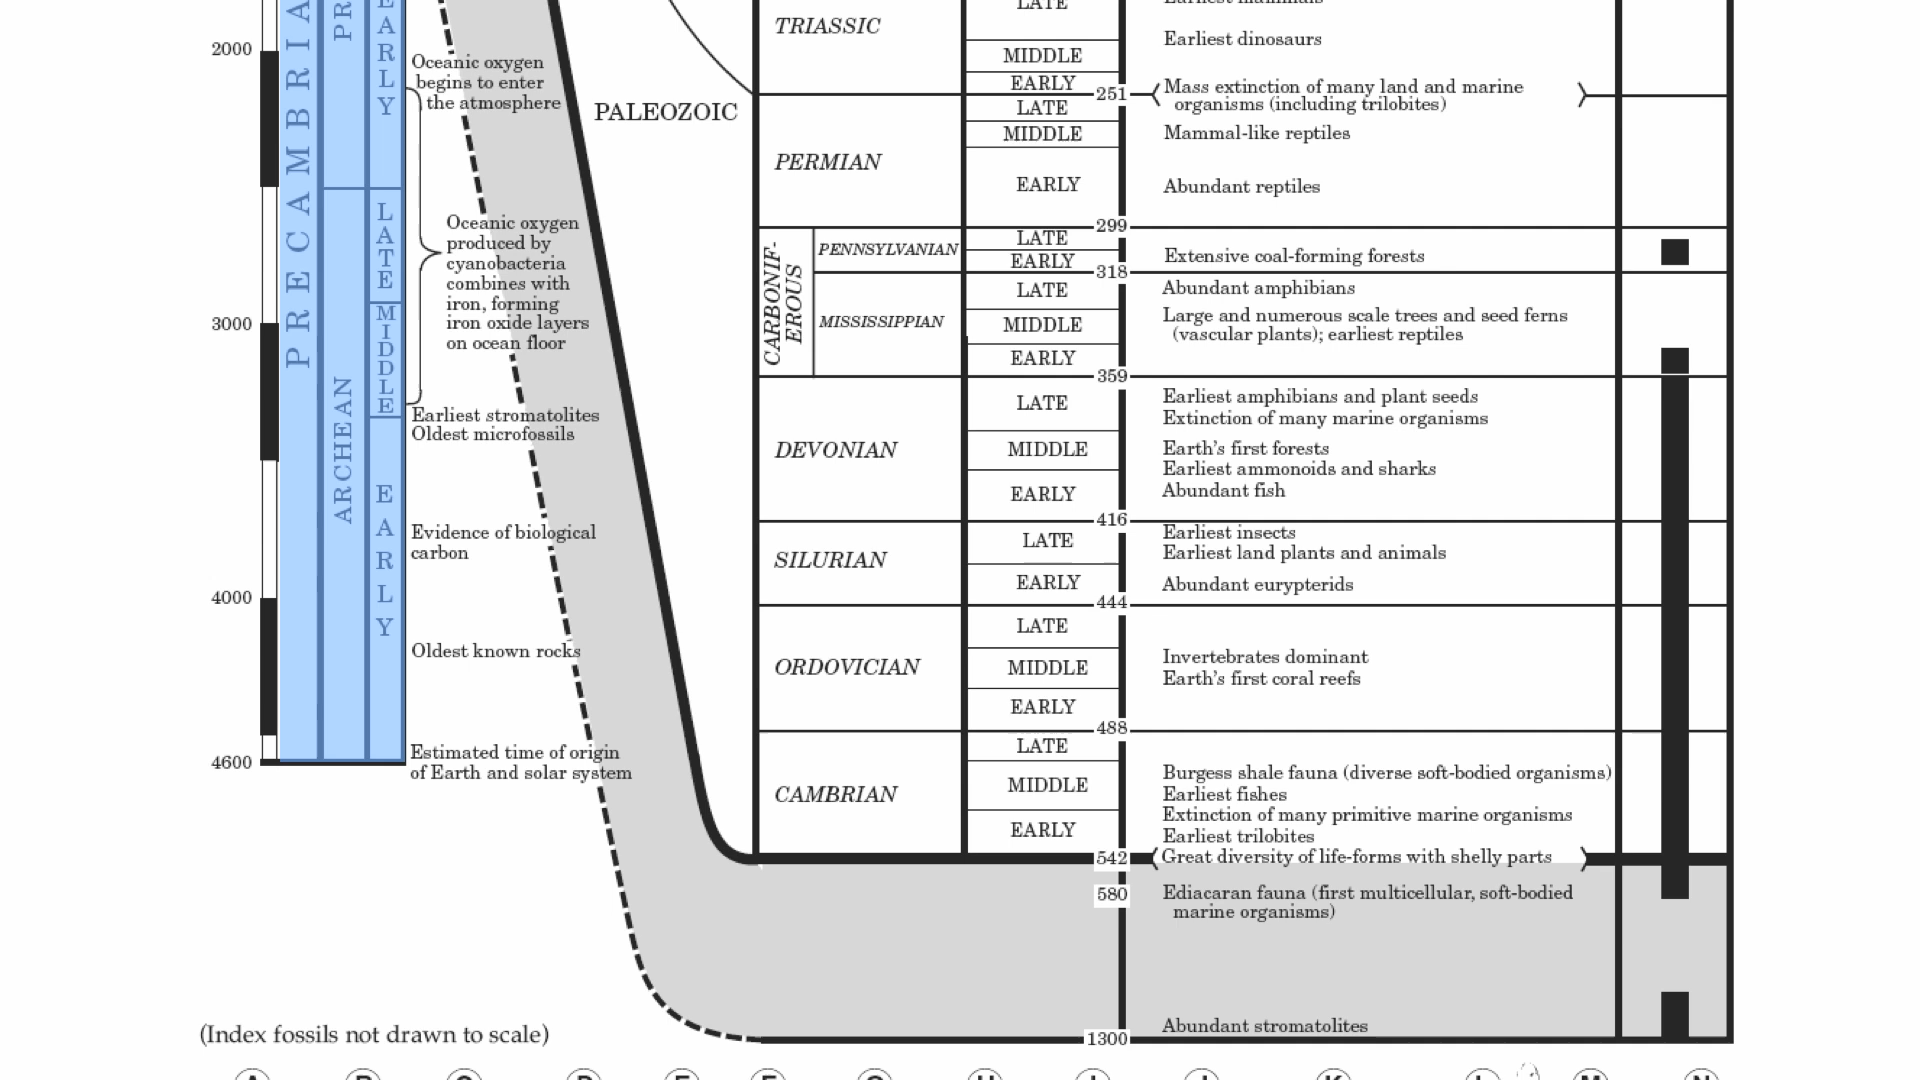 2000
3000
4000
4600
PRECAMBRIA
PR
ARCHEAN
EARLY
LATE
MIDDLE
EARLY
Oceanic oxygen
begins to enter
the atmosphere
Oceanic oxygen
produced by
cyanobacteria
combines with
iron, forming
iron oxide layers
on ocean floor
Earliest stromatolites
Oldest microfossils
Evidence of biological
carbon
Oldest known rocks
Estimated time of origin
of Earth and solar system
(Index fossils not drawn to scale)
PALEOZOIC
TRIASSIC
LATE
MIDDLE
EARLY
Earliest mammals
Earliest dinosaurs
251
Mass extinction of many land and marine
organisms (including trilobites)
PERMIAN
LATE
MIDDLE
EARLY
Mammal-like reptiles
Abundant reptiles
299
CARBONIF-
EROUS
PENNSYLVANIAN
LATE
EARLY
Extensive coal-forming forests
318
MISSISSIPPIAN
LATE
MIDDLE
EARLY
Abundant amphibians
Large and numerous scale trees and seed ferns
(vascular plants); earliest reptiles
359
DEVONIAN
LATE
MIDDLE
EARLY
Earliest amphibians and plant seeds
Extinction of many marine organisms
Earth's first forests
Earliest ammonoids and sharks
Abundant fish
416
SILURIAN
LATE
EARLY
Earliest insects
Earliest land plants and animals
Abundant eurypterids
444
ORDOVICIAN
LATE
MIDDLE
EARLY
Invertebrates dominant
Earth's first coral reefs
488
CAMBRIAN
LATE
MIDDLE
EARLY
Burgess shale fauna (diverse soft-bodied organisms)
Earliest fishes
Extinction of many primitive marine organisms
Earliest trilobites
542
Great diversity of life-forms with shelly parts
580
Ediacaran fauna (first multicellular, soft-bodied
marine organisms)
Abundant stromatolites
1300